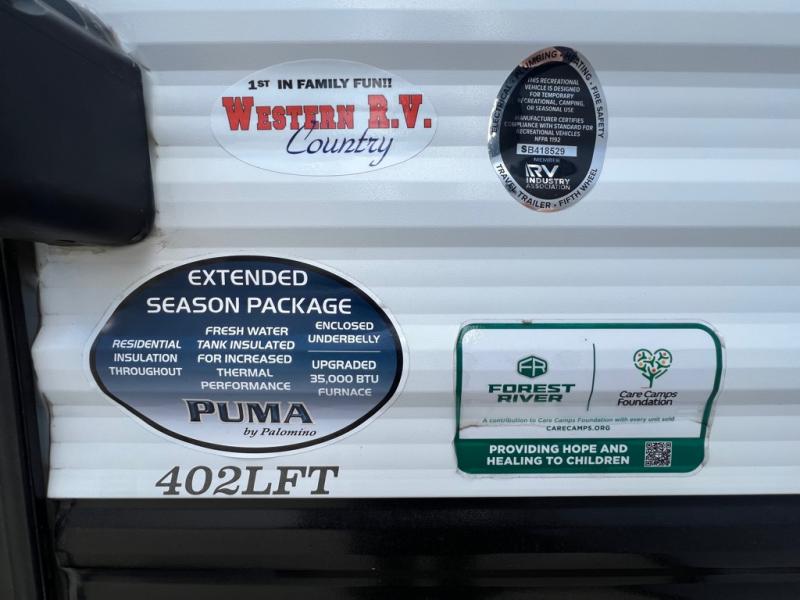 1ST IN FAMILY FUN!!
WESTERN R.V.
Country
ELECTRICAL • PLUMBING • HEATING • FIRE SAFETY
THIS RECREATIONAL
VEHICLE IS DESIGNED
FOR TEMPORARY
RECREATIONAL, CAMPING,
OR SEASONAL USE
MANUFACTURER CERTIFIES
COMPLIANCE WITH STANDARD FOR
RECREATIONAL VEHICLES
NFPA 1192
SB418529
MEMBER
RV
INDUSTRY
ASSOCIATION
TRAVEL TRAILER • FIFTH WHEEL
EXTENDED
SEASON PACKAGE
RESIDENTIAL
INSULATION
THROUGHOUT
FRESH WATER
TANK INSULATED
FOR INCREASED
THERMAL
PERFORMANCE
ENCLOSED
UNDERBELLY
UPGRADED
35,000 BTU
FURNACE
PUMA
by Palomino
402LFT
FR
FOREST
RIVER
Care Camps
Foundation
A contribution to Care Camps Foundation with every unit sold
CARECAMPS.ORG
PROVIDING HOPE AND
HEALING TO CHILDREN